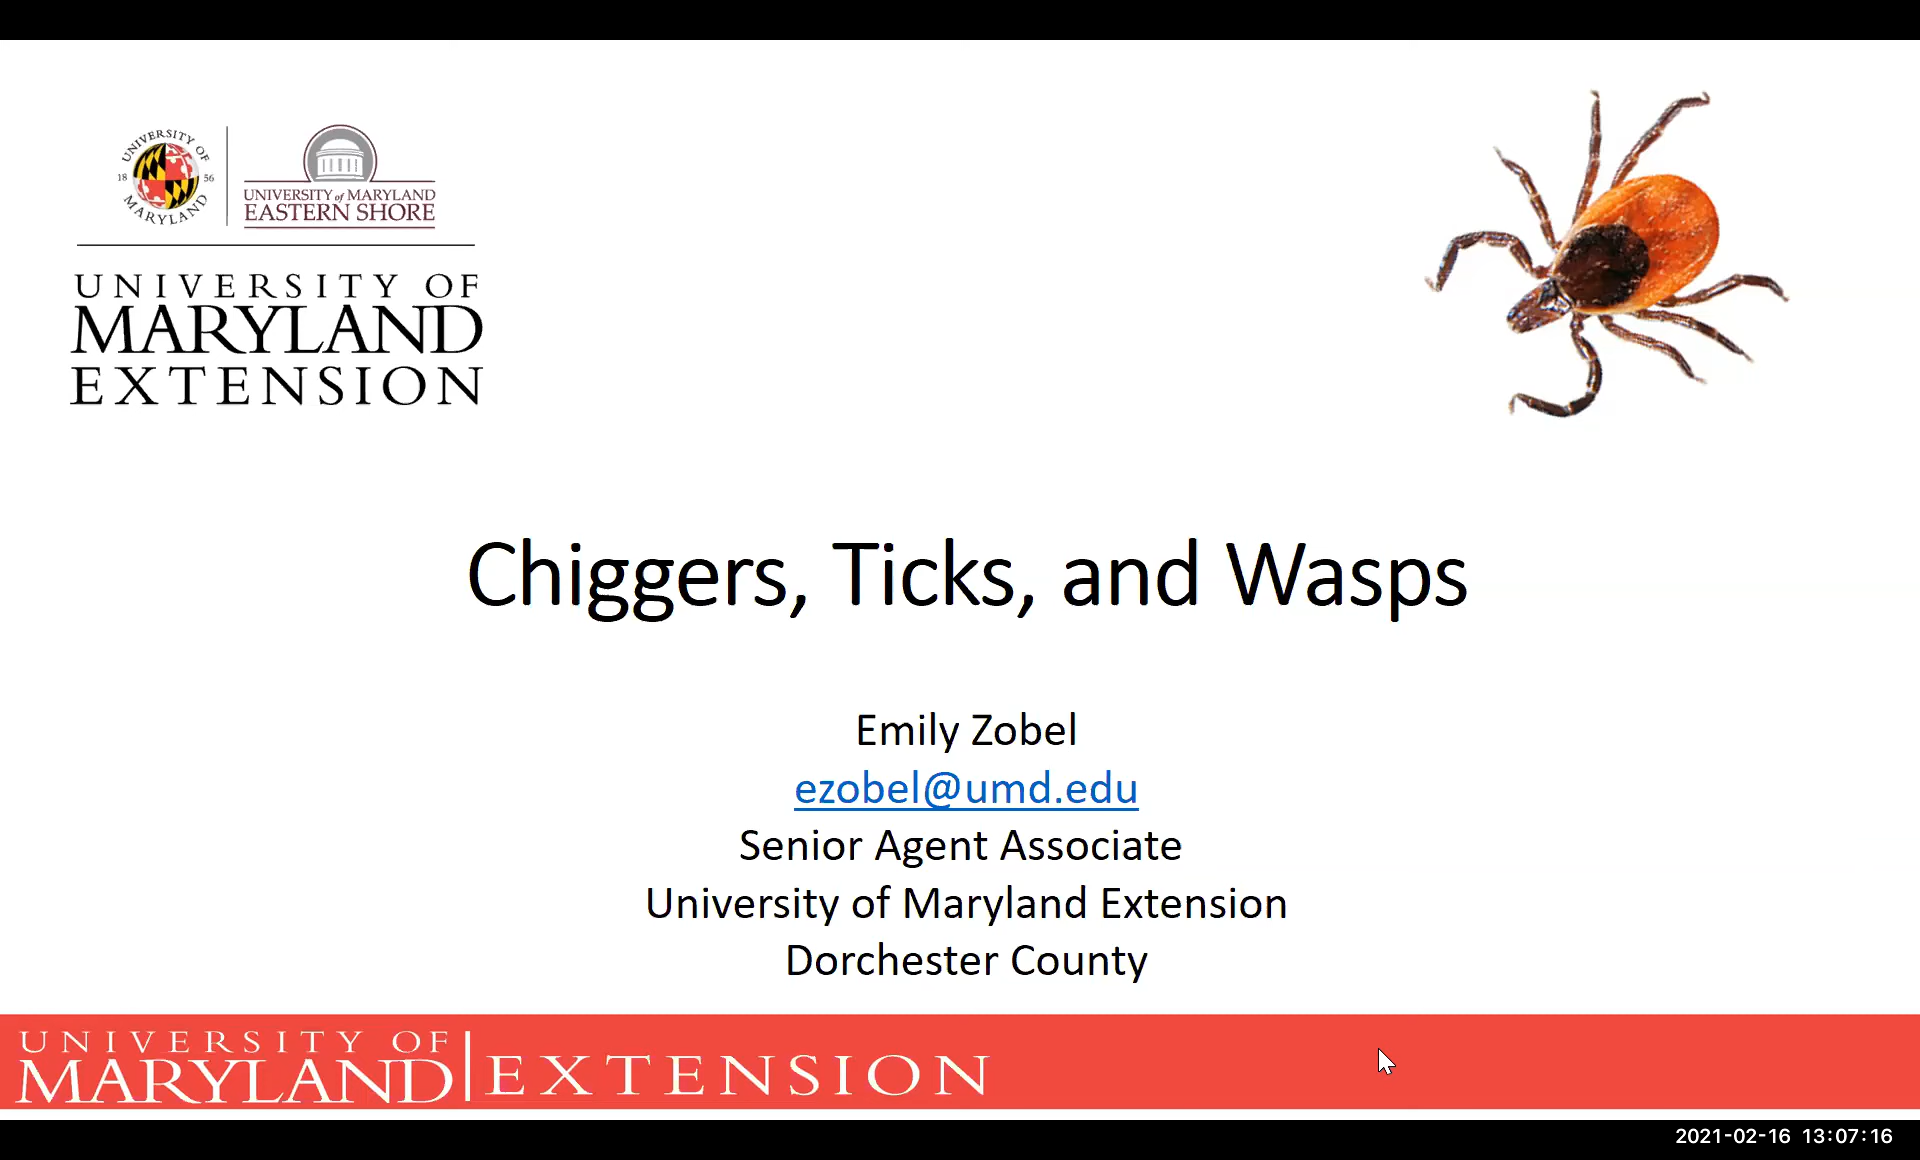 UNIVERSITY OF
18 56
MARYLAND
UNIVERSITY of MARYLAND
EASTERN SHORE
UNIVERSITY OF
MARYLAND
EXTENSION
Chiggers, Ticks, and Wasps
Emily Zobel
ezobel@umd.edu
Senior Agent Associate
University of Maryland Extension
Dorchester County
UNIVERSITY OF
MARYLAND
EXTENSION
2021-02-16 13:07:16